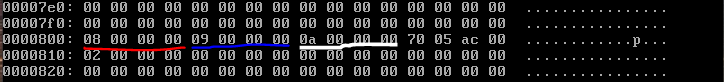 000007e0: 00 00 00 00 00 00 00 00 00 00 00 00 00 00 00 00 ................
000007f0: 00 00 00 00 00 00 00 00 00 00 00 00 00 00 00 00 ................
00000800: 08 00 00 00 09 00 00 00 0a 00 00 00 70 05 ac 00 ............p...
00000810: 02 00 00 00 00 00 00 00 00 00 00 00 00 00 00 00 ................
00000820: 00 00 00 00 00 00 00 00 00 00 00 00 00 00 00 00 ................